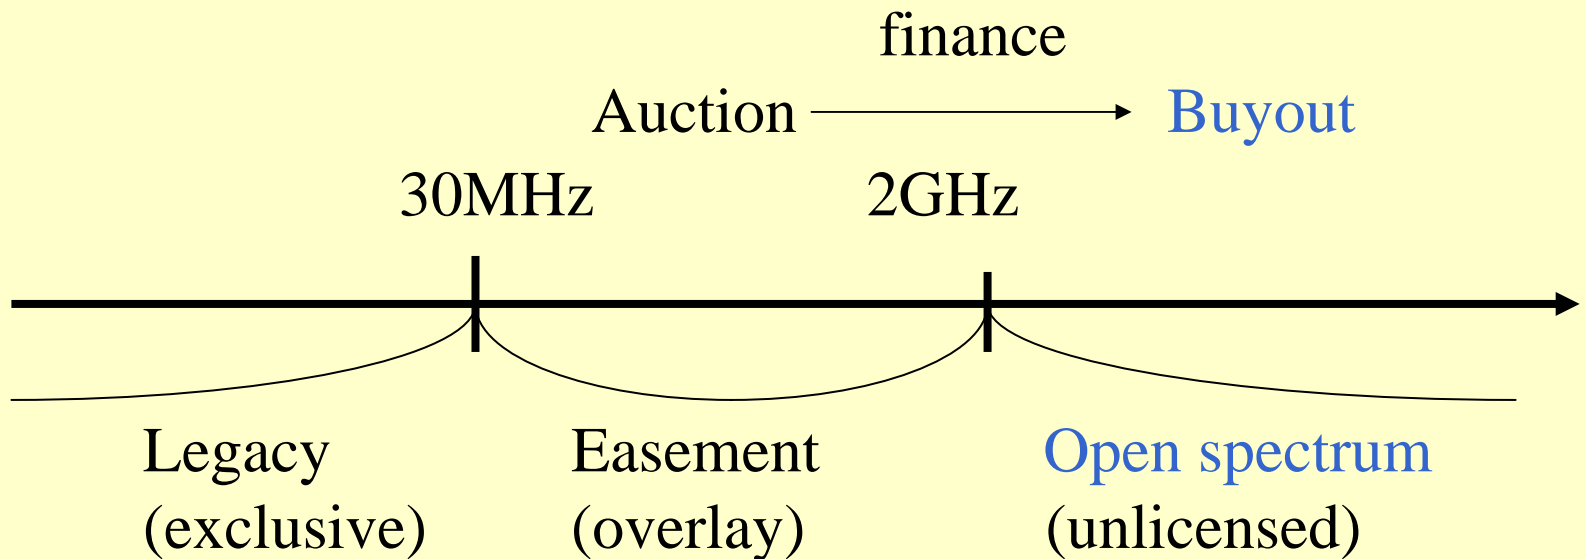 finance
Auction Buyout
30MHz 2GHz
Legacy Easement Open spectrum
(exclusive) (overlay) (unlicensed)